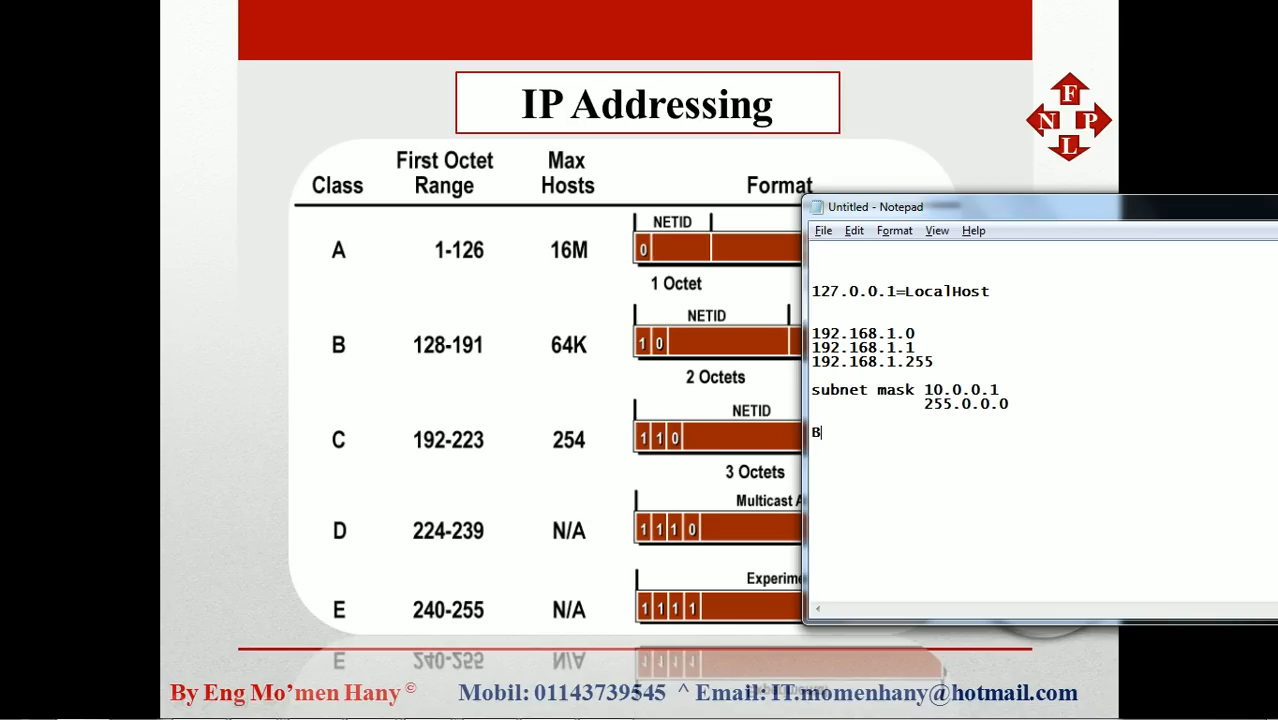 IP Addressing
F
N P
L
Class First Octet Range Max Hosts Format
NETID
A 1-126 16M 0
1 Octet
NETID
B 128-191 64K 1 0
2 Octets
NETID
C 192-223 254 1 1 0
3 Octets
Multicast A
D 224-239 N/A 1 1 1 0
Experime
E 240-255 N/A 1 1 1 1
E 240-255 N/A
Untitled - Notepad
File Edit Format View Help
127.0.0.1=LocalHost
192.168.1.0
192.168.1.1
192.168.1.255
subnet mask 10.0.0.1
255.0.0.0
B
By Eng Mo’men Hany © Mobil: 01143739545 ^ Email: IT.momenhany@hotmail.com